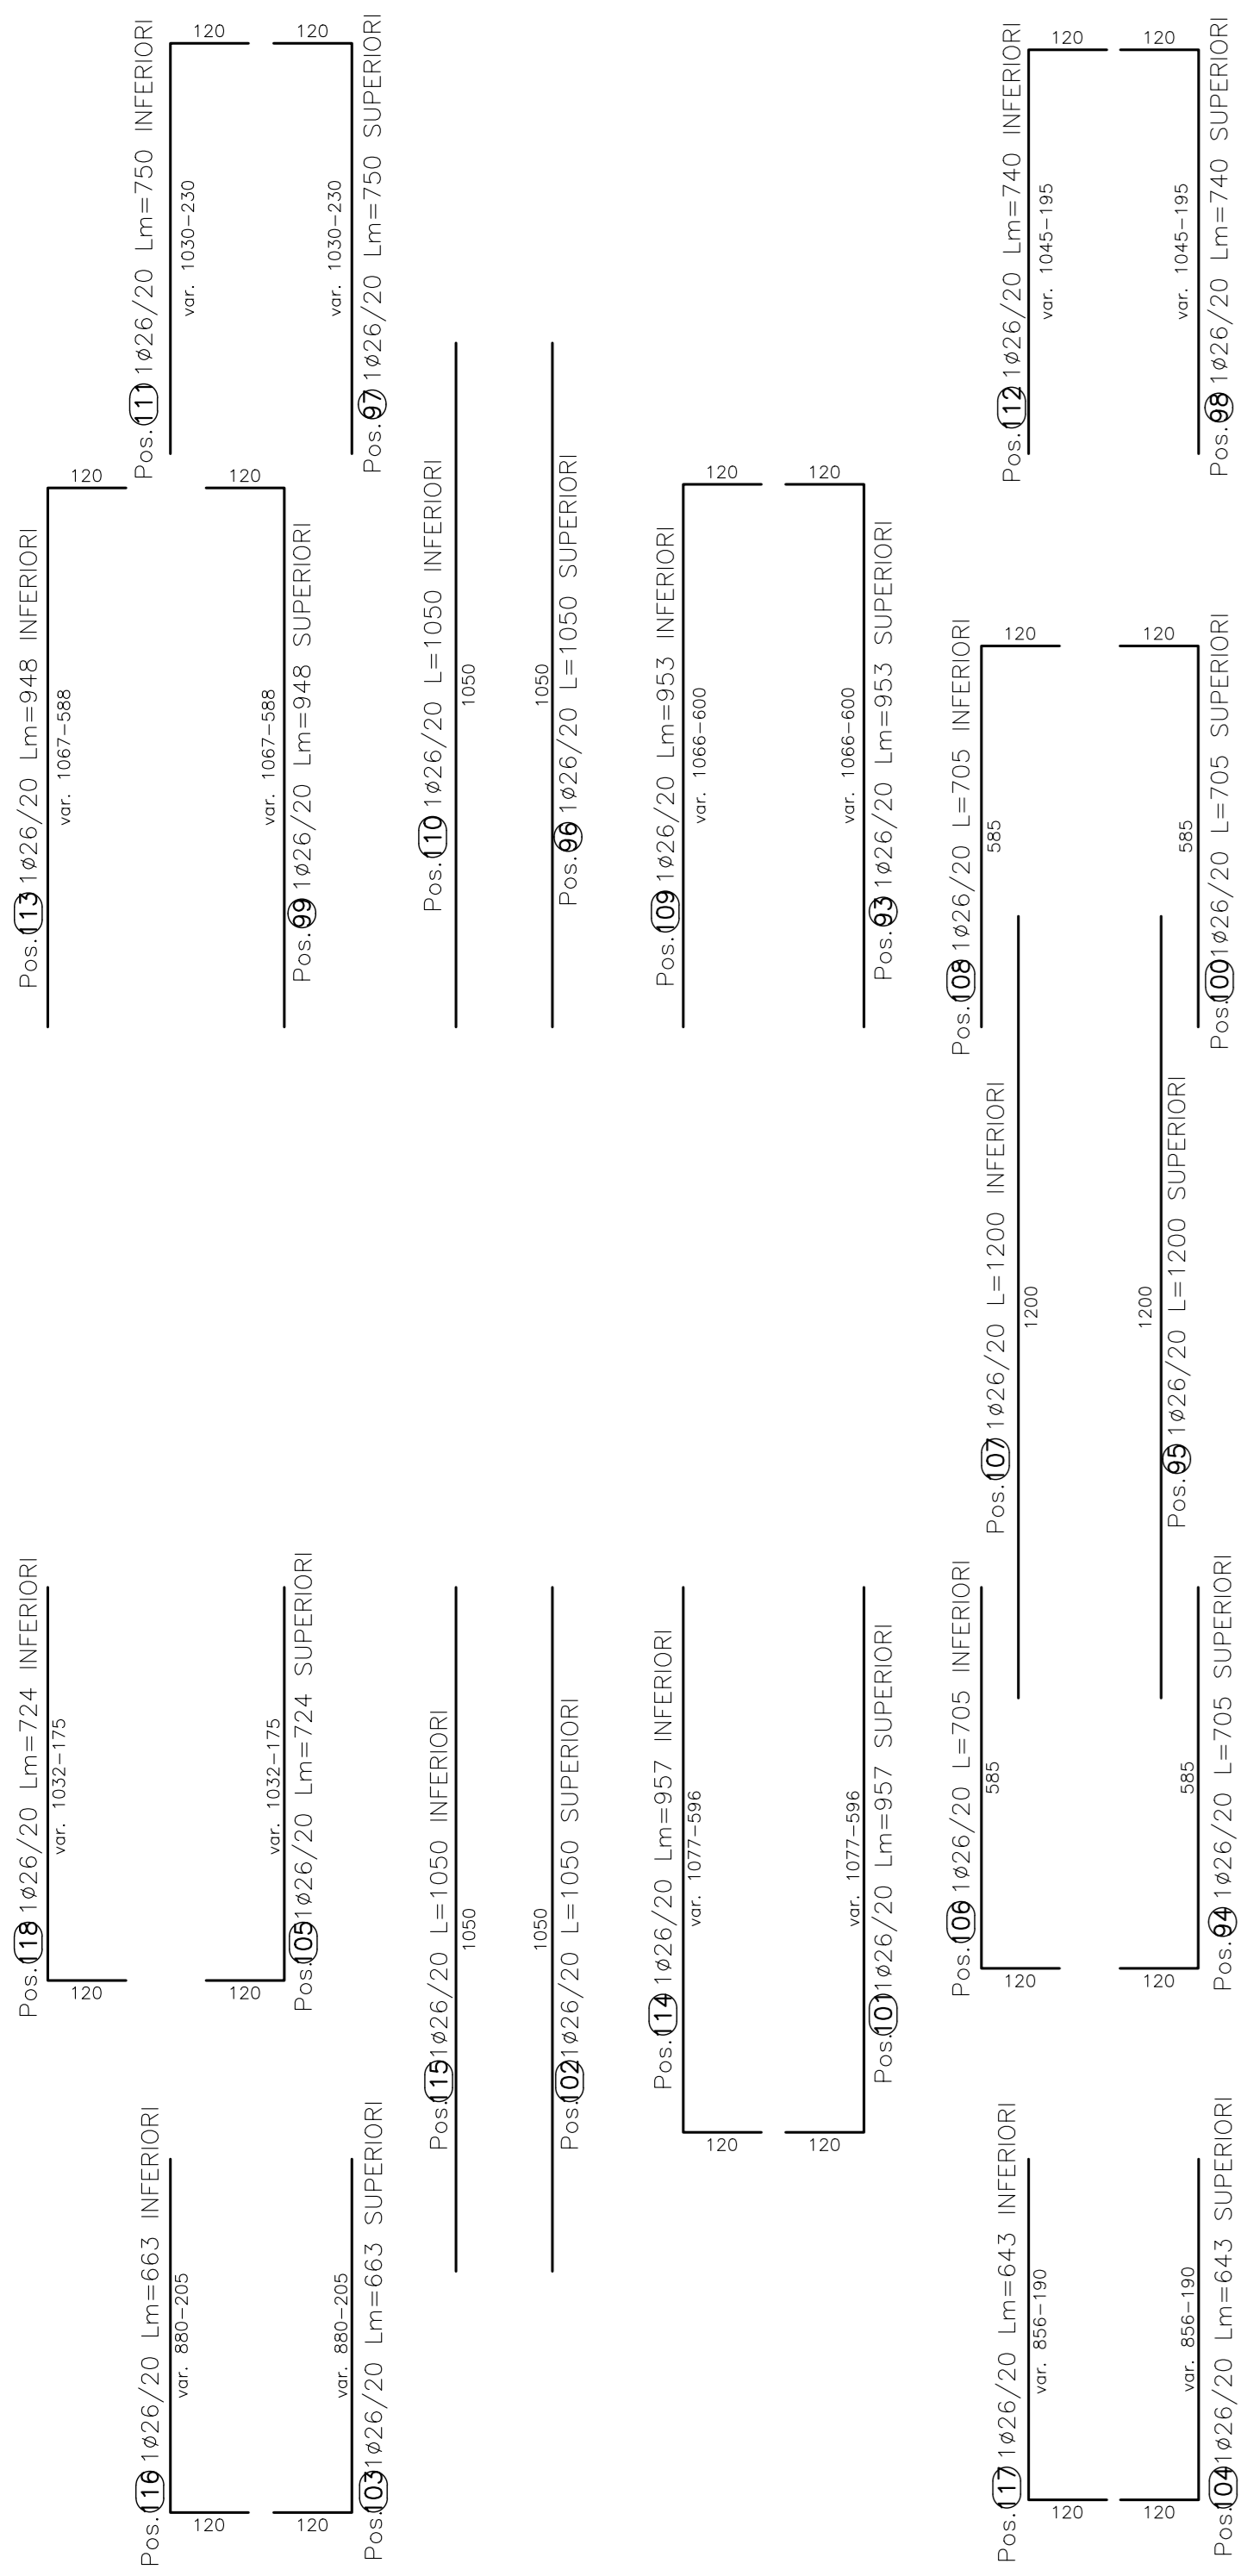 120
120
Pos.111 1ø26/20 Lm=750 INFERIORI
var. 1030-230
var. 1030-230
Pos.97 1ø26/20 Lm=750 SUPERIORI
120
120
Pos.112 1ø26/20 Lm=740 INFERIORI
var. 1045-195
var. 1045-195
Pos.98 1ø26/20 Lm=740 SUPERIORI
120
120
Pos.113 1ø26/20 Lm=948 INFERIORI
var. 1067-588
var. 1067-588
Pos.99 1ø26/20 Lm=948 SUPERIORI
Pos.110 1ø26/20 L=1050 INFERIORI
1050
1050
Pos.96 1ø26/20 L=1050 SUPERIORI
120
120
Pos.109 1ø26/20 Lm=953 INFERIORI
var. 1066-600
var. 1066-600
Pos.93 1ø26/20 Lm=953 SUPERIORI
120
120
Pos.108 1ø26/20 L=705 INFERIORI
585
585
Pos.100 1ø26/20 L=705 SUPERIORI
Pos.107 1ø26/20 L=1200 INFERIORI
1200
1200
Pos.95 1ø26/20 L=1200 SUPERIORI
Pos.118 1ø26/20 Lm=724 INFERIORI
var. 1032-175
var. 1032-175
Pos.105 1ø26/20 Lm=724 SUPERIORI
120
120
Pos.115 1ø26/20 L=1050 INFERIORI
1050
1050
Pos.102 1ø26/20 L=1050 SUPERIORI
Pos.114 1ø26/20 Lm=957 INFERIORI
var. 1077-596
var. 1077-596
Pos.101 1ø26/20 Lm=957 SUPERIORI
120
120
Pos.106 1ø26/20 L=705 INFERIORI
585
585
Pos.94 1ø26/20 L=705 SUPERIORI
120
120
Pos.116 1ø26/20 Lm=663 INFERIORI
var. 880-205
var. 880-205
Pos.103 1ø26/20 Lm=663 SUPERIORI
120
120
Pos.117 1ø26/20 Lm=643 INFERIORI
var. 856-190
var. 856-190
Pos.104 1ø26/20 Lm=643 SUPERIORI
120
120